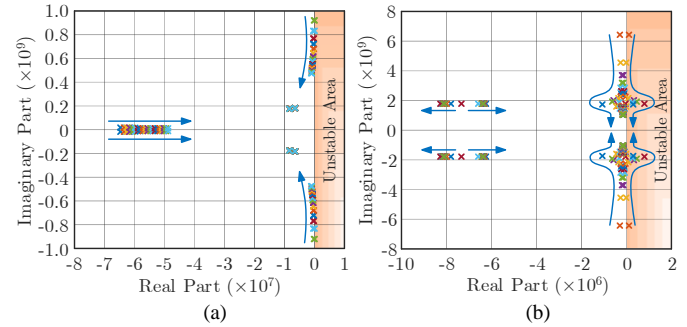 1.0
0.8
0.6
0.4
0.2
0
-0.2
-0.4
-0.6
-0.8
-1.0
Imaginary Part (×10⁹)
-8 -7 -6 -5 -4 -3 -2 -1 0 1
Real Part (×10⁷)
Unstable Area
(a)
8
6
4
2
0
-2
-4
-6
-8
Imaginary Part (×10⁹)
-10 -8 -6 -4 -2 0 2
Real Part (×10⁶)
Unstable Area
(b)